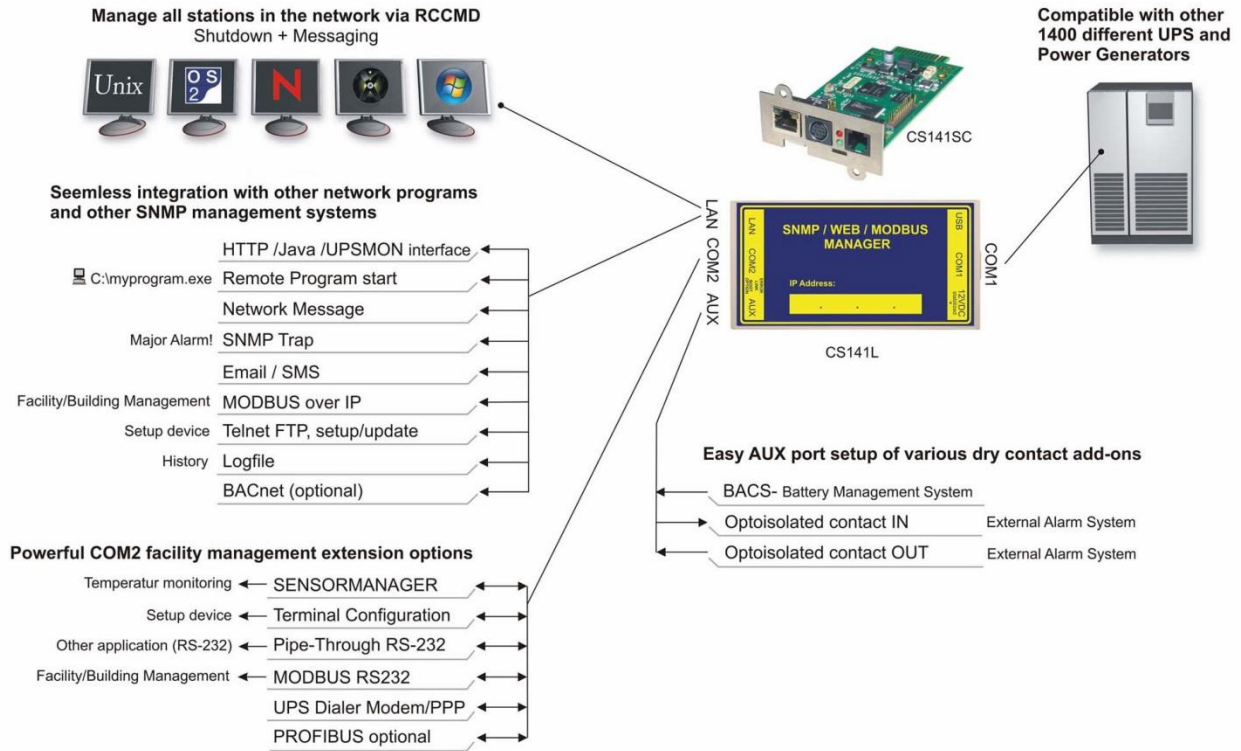 Manage all stations in the network via RCCMD
Shutdown + Messaging
Unix
OS
2
N
Compatible with other
1400 different UPS and
Power Generators
CS141SC
Seemless integration with other network programs
and other SNMP management systems
HTTP /Java /UPSMON interface
C:\myprogram.exe Remote Program start
Network Message
Major Alarm! SNMP Trap
Email / SMS
Facility/Building Management MODBUS over IP
Setup device Telnet FTP, setup/update
History Logfile
BACnet (optional)
LAN COM2 AUX
LAN COM2 AUX
SNMP / WEB / MODBUS
MANAGER
IP Address:
. . .
USB COM1 12VDC
COM1
CS141L
Easy AUX port setup of various dry contact add-ons
BACS- Battery Management System
Optoisolated contact IN External Alarm System
Optoisolated contact OUT External Alarm System
Powerful COM2 facility management extension options
Temperatur monitoring SENSORMANAGER
Setup device Terminal Configuration
Other application (RS-232) Pipe-Through RS-232
Facility/Building Management MODBUS RS232
UPS Dialer Modem/PPP
PROFIBUS optional